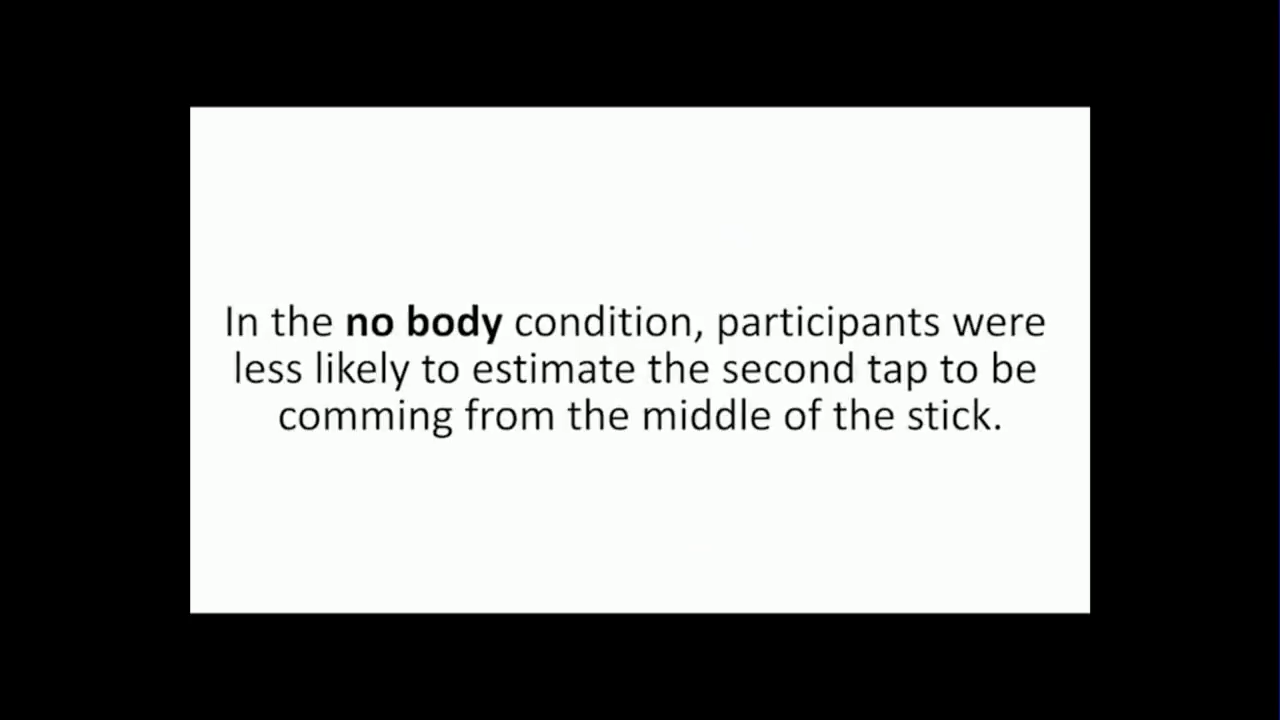 In the no body condition, participants were
less likely to estimate the second tap to be
comming from the middle of the stick.